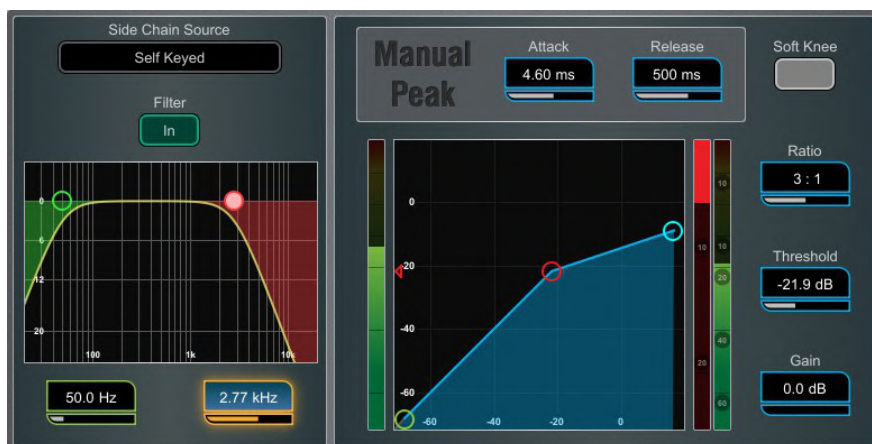 Side Chain Source
Self Keyed
Filter
In
0
6
12
20
100
1k
10k
50.0 Hz
2.77 kHz
Manual
Peak
Attack
4.60 ms
Release
500 ms
Soft Knee
0
-20
-40
-60
-60
-40
-20
0
10
20
10
10
20
40
60
Ratio
3 : 1
Threshold
-21.9 dB
Gain
0.0 dB